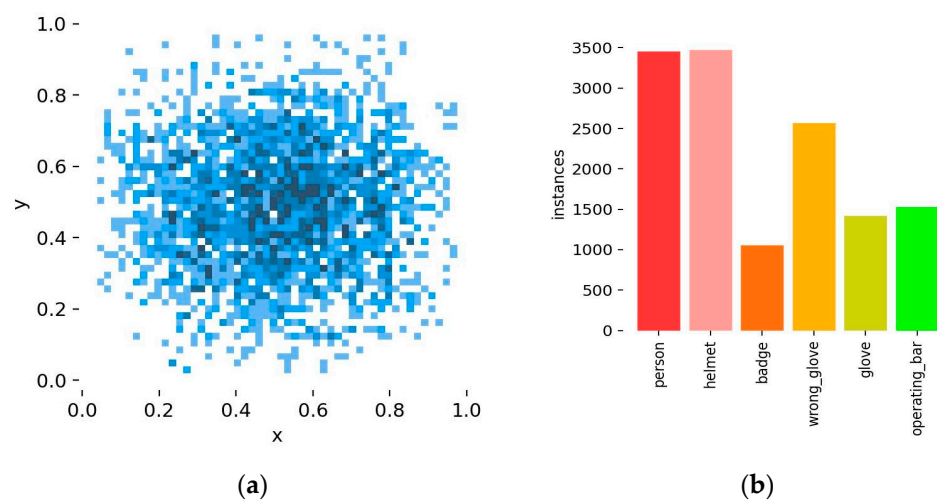 1.0
0.8
0.6
0.4
0.2
0.0
y
0.0 0.2 0.4 0.6 0.8 1.0
x
(a)
3500
3000
2500
2000
1500
1000
500
0
instances
person
helmet
badge
wrong_glove
glove
operating_bar
(b)